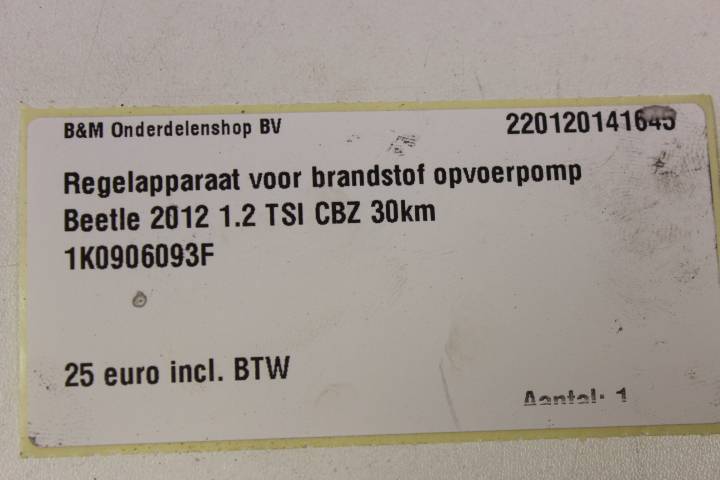 B&M Onderdelenshop BV
220120141645
Regelapparaat voor brandstof opvoerpomp
Beetle 2012 1.2 TSI CBZ 30km
1K0906093F
25 euro incl. BTW
Aantal: 1